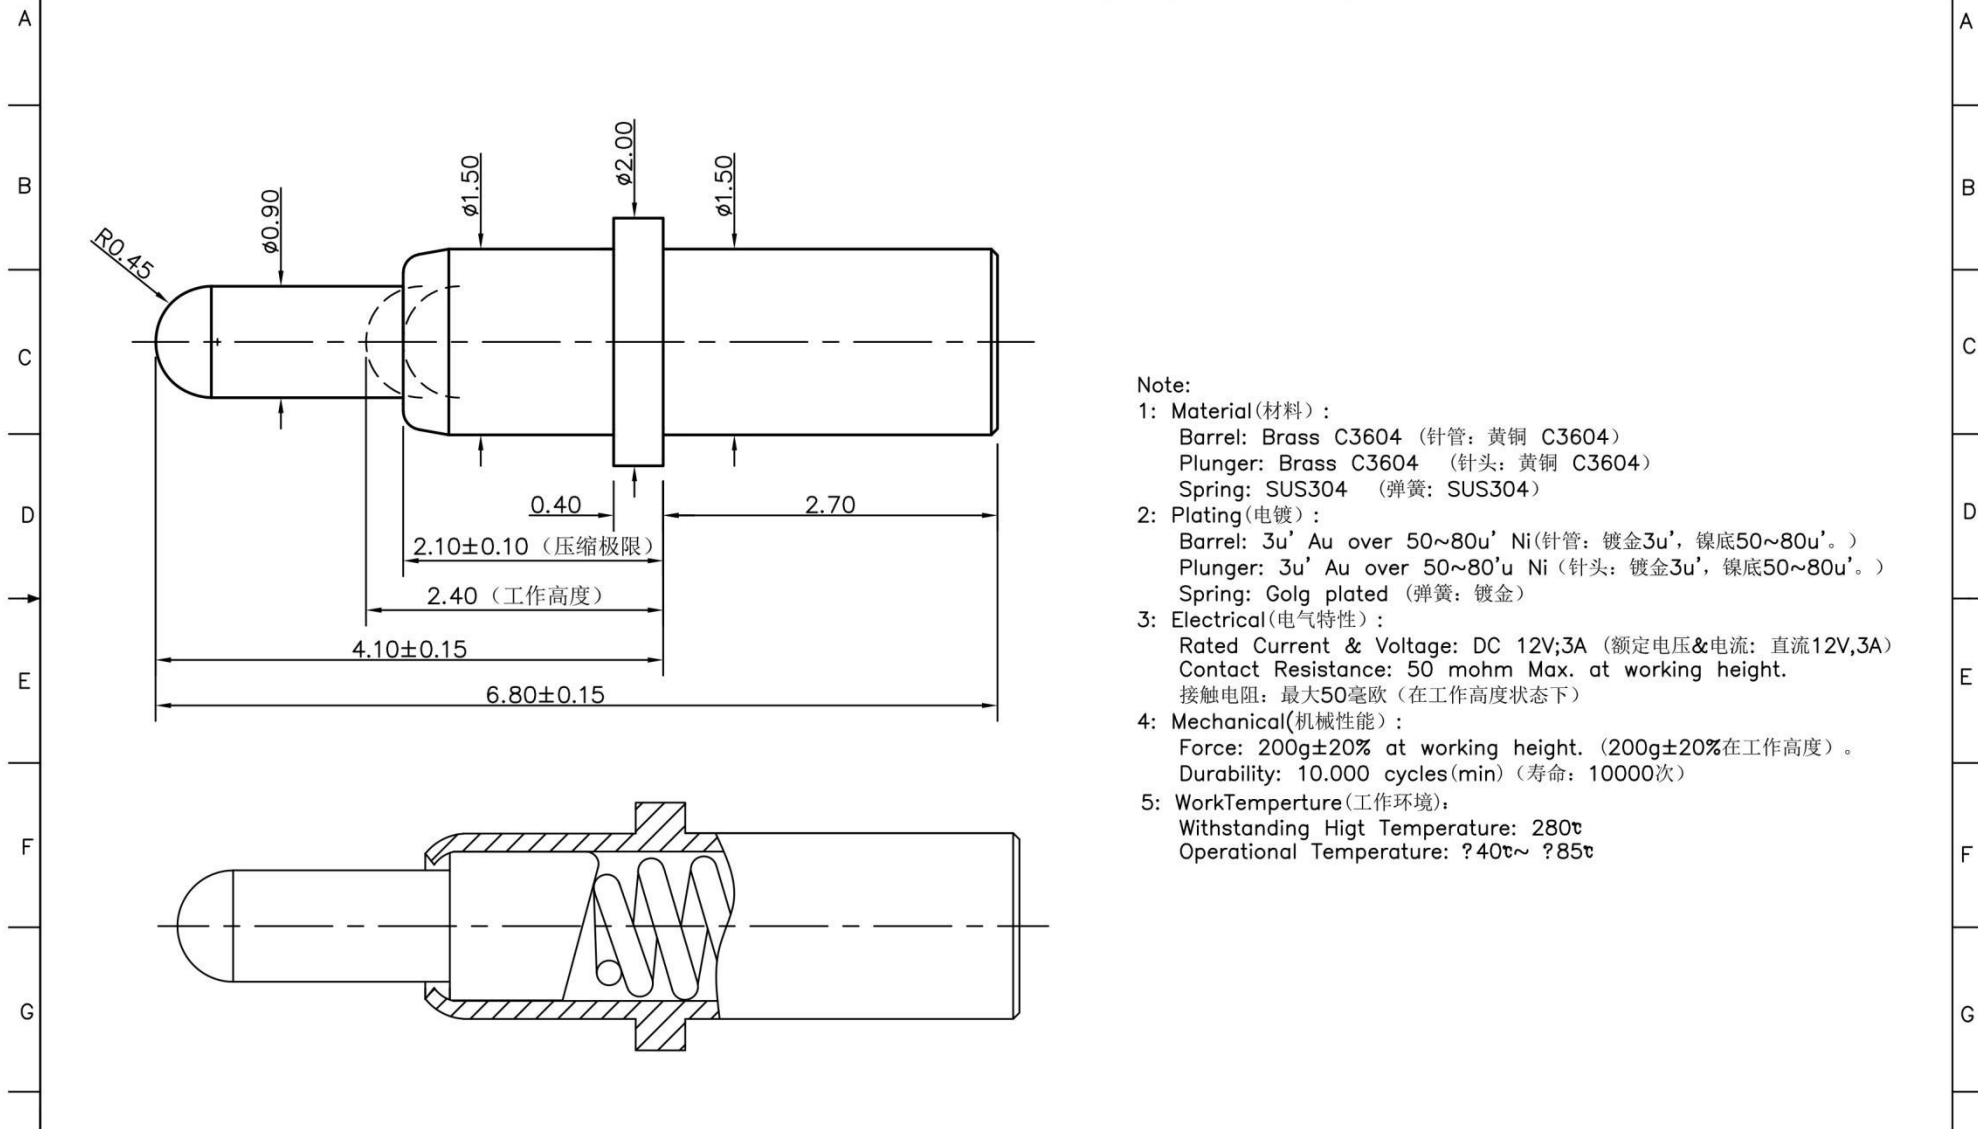 A
A
B
B
C
C
D
D
E
E
F
F
G
G
R0.45
ø0.90
ø1.50
ø2.00
ø1.50
0.40
2.70
2.10±0.10（压缩极限）
2.40（工作高度）
4.10±0.15
6.80±0.15
Note:
1: Material(材料）:
Barrel: Brass C3604 （针管：黄铜 C3604）
Plunger: Brass C3604 （针头：黄铜 C3604）
Spring: SUS304 （弹簧: SUS304）
2: Plating(电镀）:
Barrel: 3u' Au over 50~80u' Ni(针管：镀金3u'，镍底50~80u'。）
Plunger: 3u' Au over 50~80'u Ni（针头：镀金3u'，镍底50~80u'。）
Spring: Golg plated （弹簧：镀金）
3: Electrical(电气特性）:
Rated Current & Voltage: DC 12V;3A （额定电压&电流: 直流12V,3A）
Contact Resistance: 50 mohm Max. at working height.
接触电阻：最大50毫欧（在工作高度状态下）
4: Mechanical(机械性能）:
Force: 200g±20% at working height. （200g±20%在工作高度）。
Durability: 10.000 cycles(min)（寿命：10000次）
5: WorkTemperture(工作环境):
Withstanding Higt Temperature: 280℃
Operational Temperature: ?40℃~ ?85℃